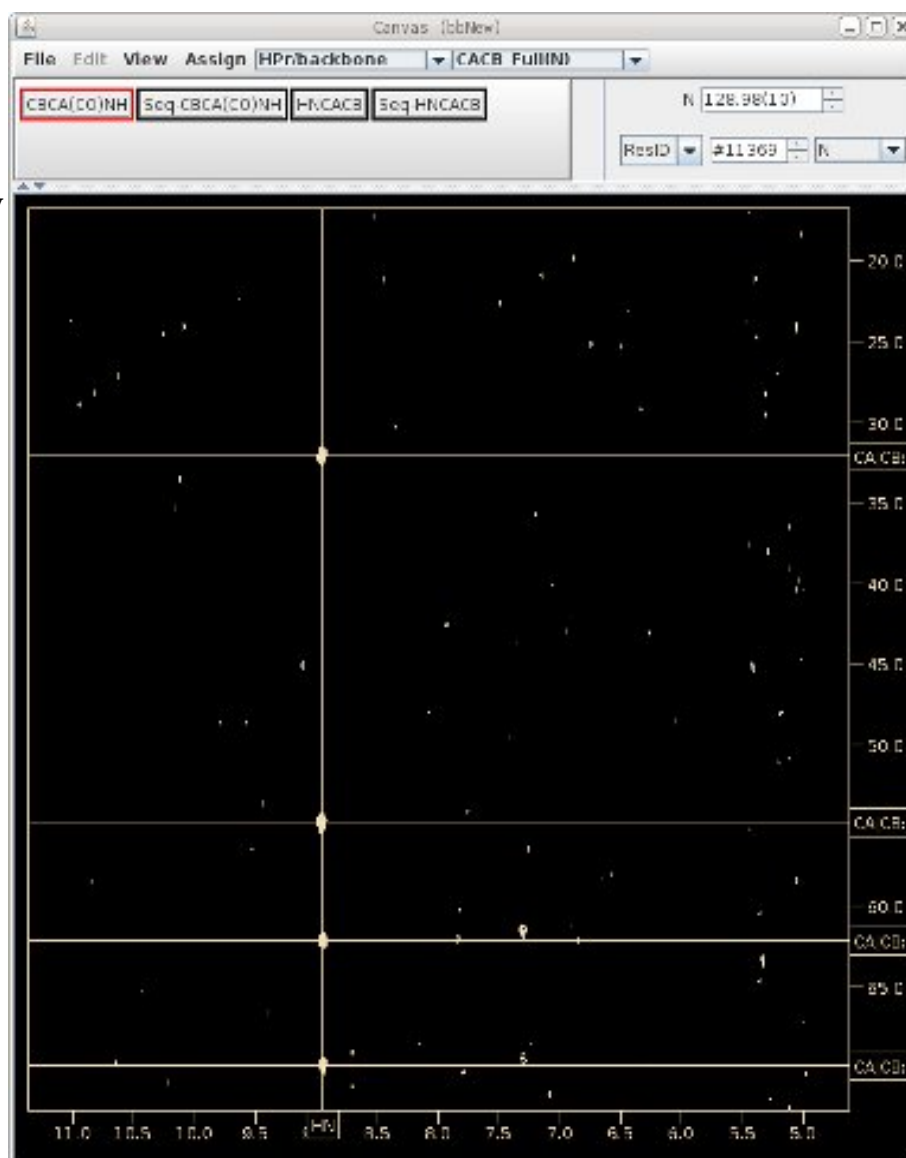 Canvas (bbNew)
File Edit View Assign HPr/backbone CACB Full(N)
CBCA(CO)NH Seq-CBCA(CO)NH HNCACB Seq-HNCACB
N 128.98(10)
ResID #11369 N
20.0
25.0
30.0
CA CB:
35.0
40.0
45.0
50.0
CA CB:
60.0
CA CB:
65.0
CA CB:
11.0 10.5 10.0 9.5 HN 8.5 8.0 7.5 7.0 6.5 6.0 5.5 5.0